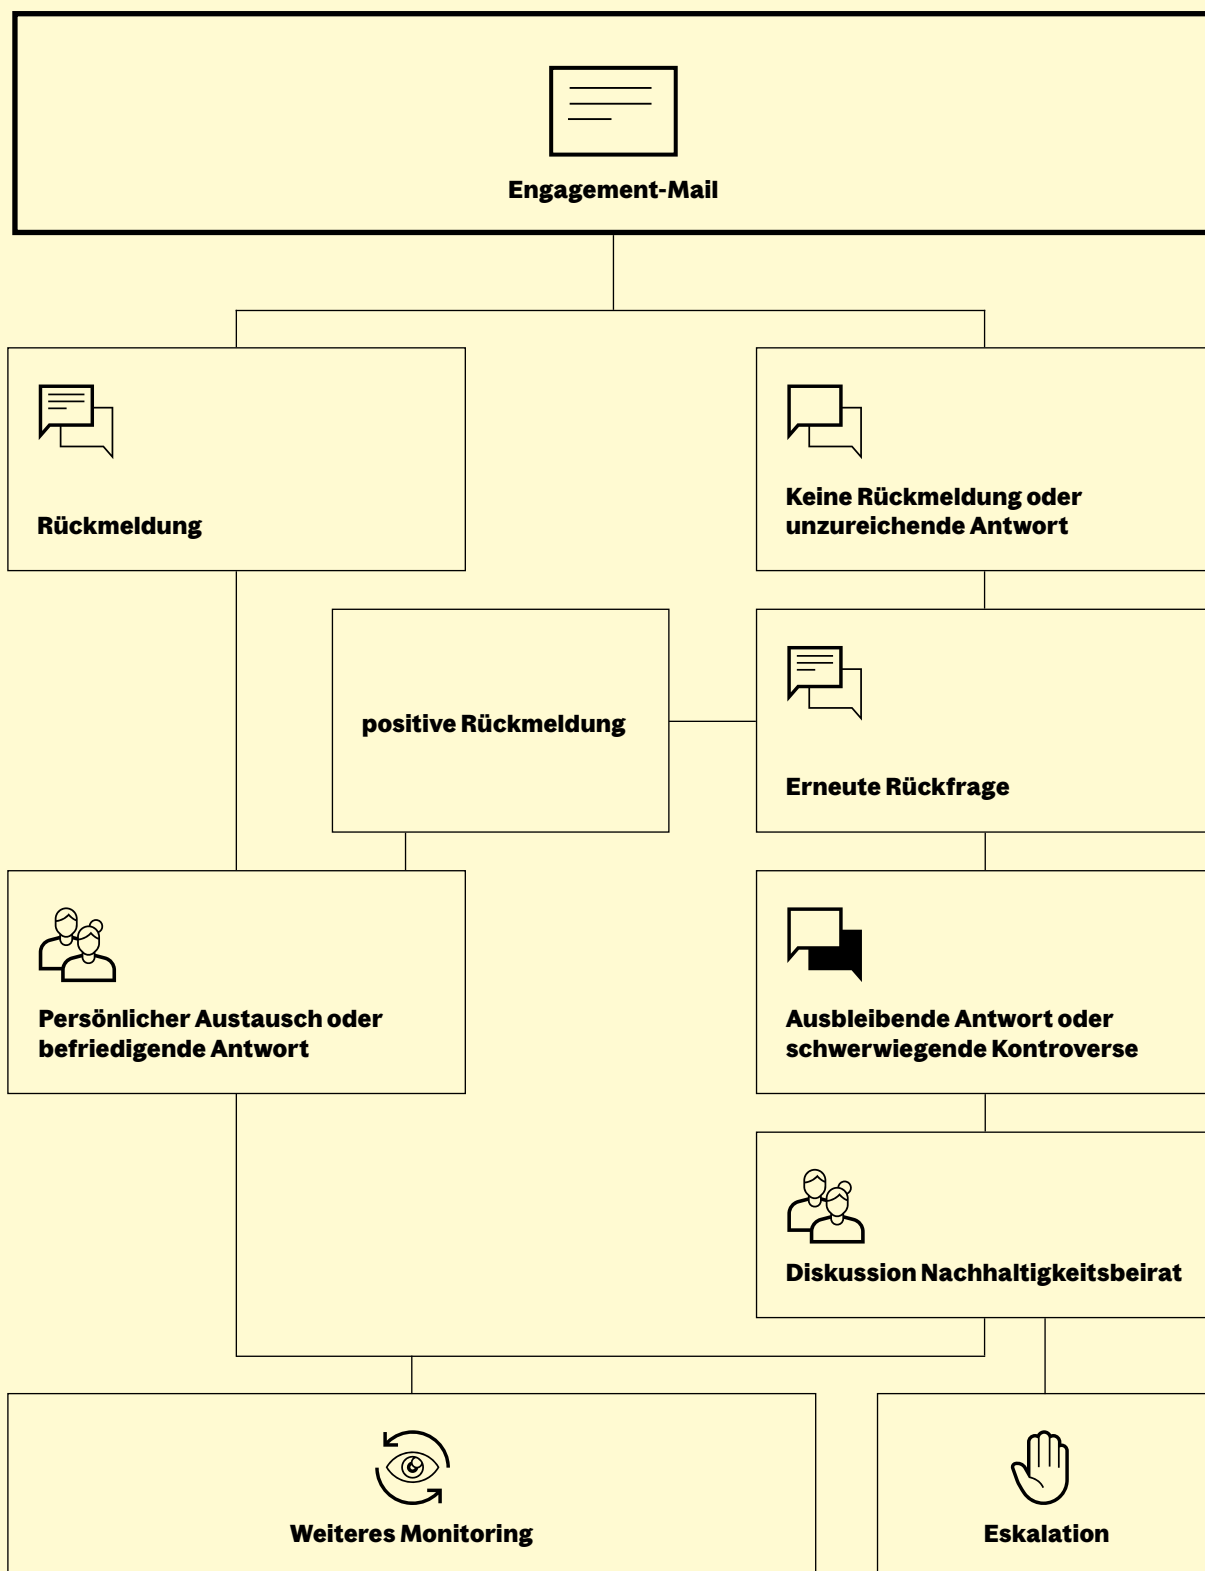 Engagement-Mail
Rückmeldung
Keine Rückmeldung oder
unzureichende Antwort
positive Rückmeldung
Erneute Rückfrage
Persönlicher Austausch oder
befriedigende Antwort
Ausbleibende Antwort oder
schwerwiegende Kontroverse
Diskussion Nachhaltigkeitsbeirat
Weiteres Monitoring
Eskalation